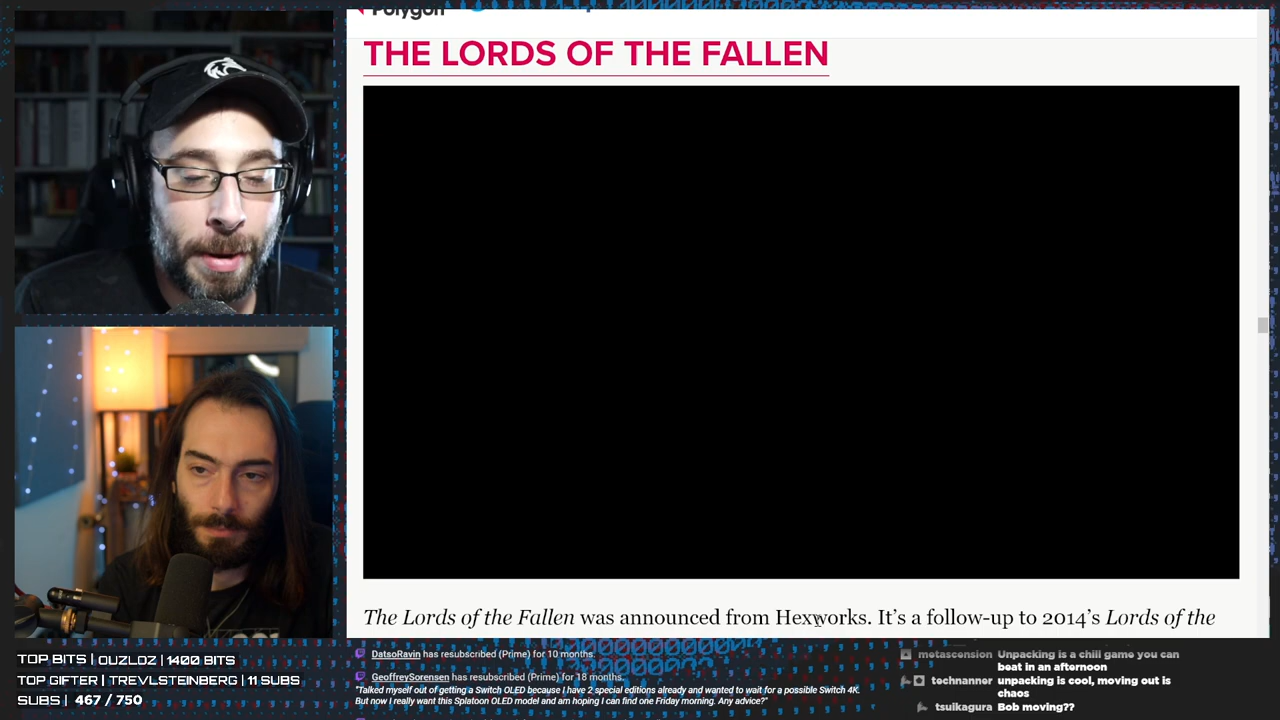 Polygon
THE LORDS OF THE FALLEN
The Lords of the Fallen was announced from Hexworks. It’s a follow-up to 2014’s Lords of the
TOP BITS | OUZLOZ | 1400 BITS
TOP GIFTER | TREVLSTEINBERG | 11 SUBS
SUBS | 467 / 750
DatsoRavin has resubscribed (Prime) for 10 months.
GeoffreySorensen has resubscribed (Prime) for 18 months.
"Talked myself out of getting a Switch OLED because I have 2 special editions already and wanted to wait for a possible Switch 4K.
But now I really want this Splatoon OLED model and am hoping I can find one Friday morning. Any advice?"
metascension Unpacking is a chill game you can
beat in an afternoon
technanner unpacking is cool, moving out is
chaos
tsuikagura Bob moving??